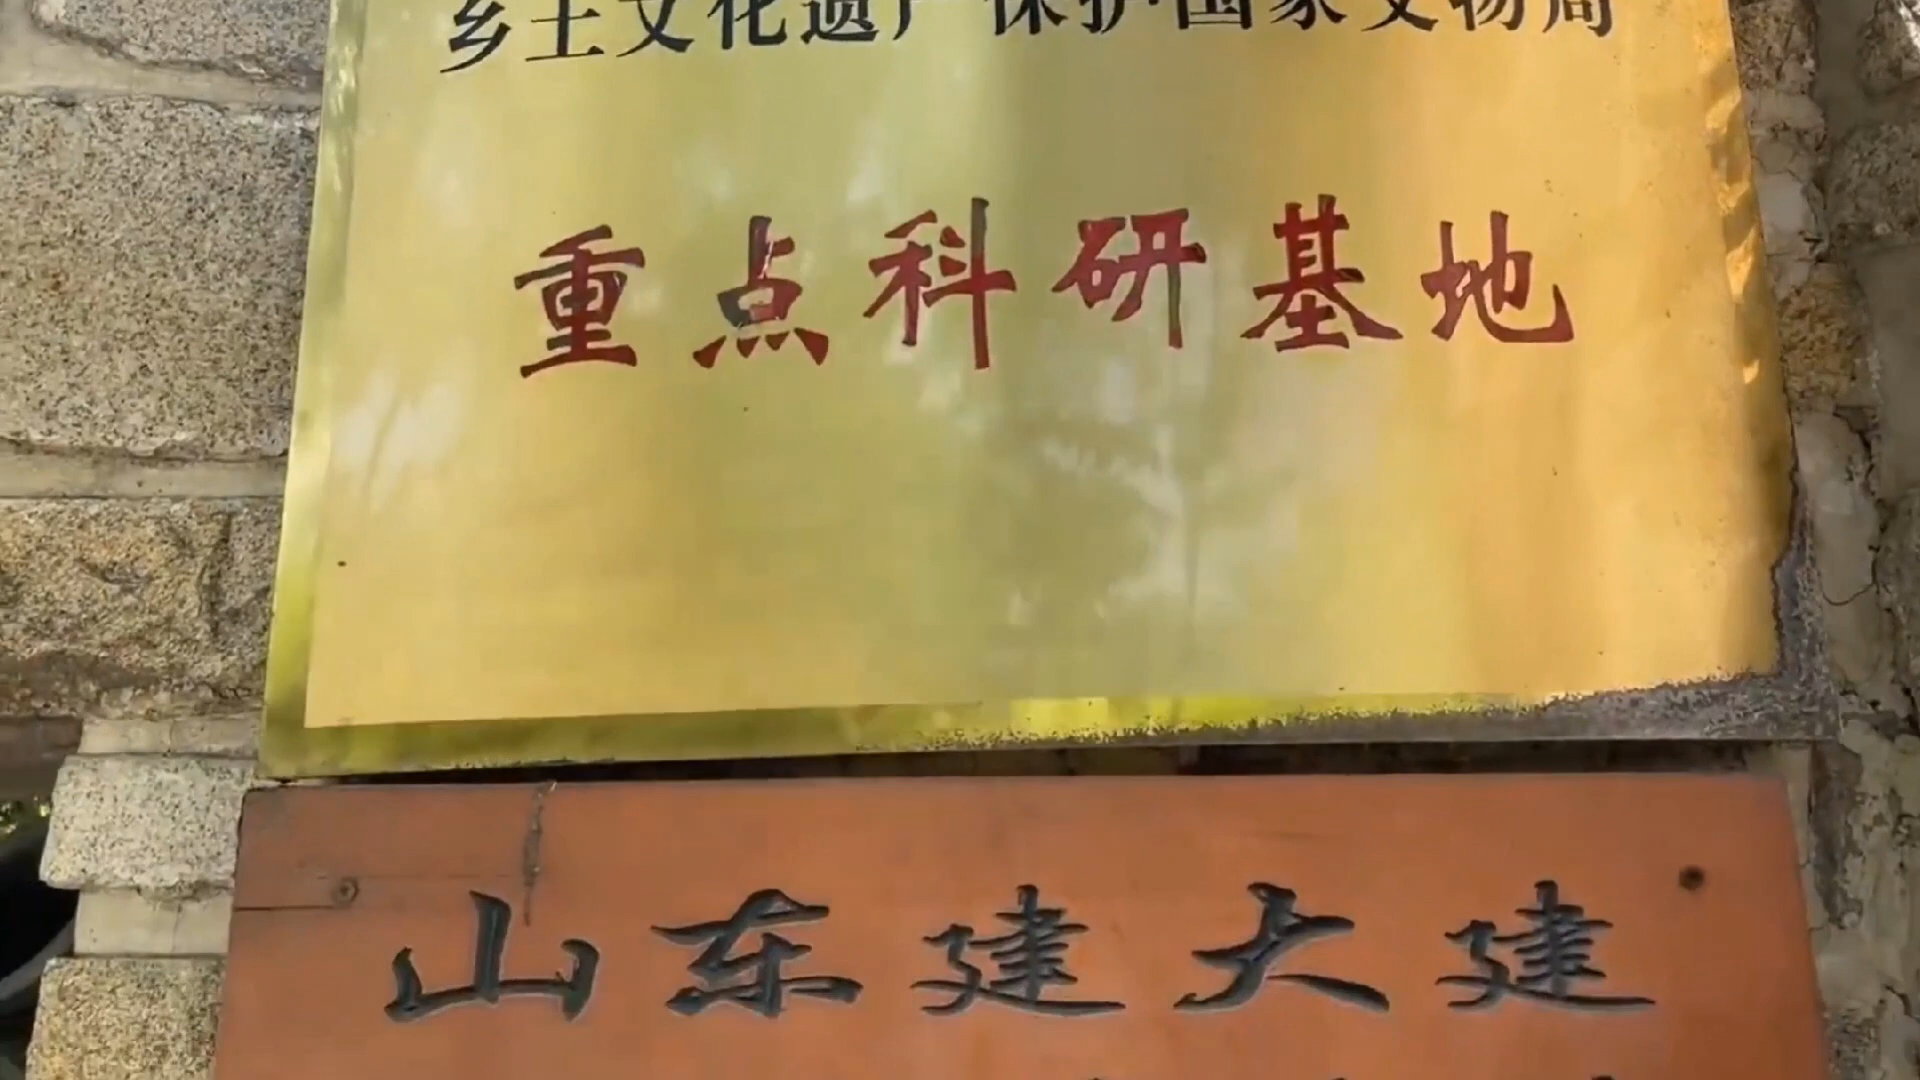 乡土文化遗产保护国家文物局
重点科研基地
山东建大建